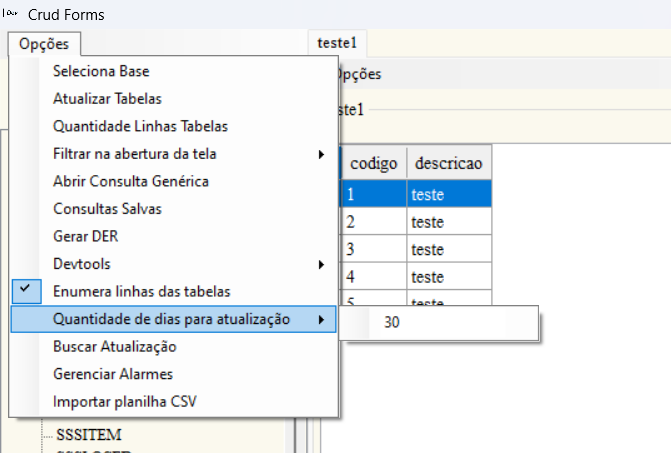 Crud Forms
Opções
teste1
Seleciona Base
Opções
Atualizar Tabelas
teste1
Quantidade Linhas Tabelas
Filtrar na abertura da tela
codigo descricao
Abrir Consulta Genérica
1 teste
Consultas Salvas
2 teste
Gerar DER
3 teste
Devtools
4 teste
Enumera linhas das tabelas
5 teste
Quantidade de dias para atualização
30
Buscar Atualização
Gerenciar Alarmes
Importar planilha CSV
SSSITEM